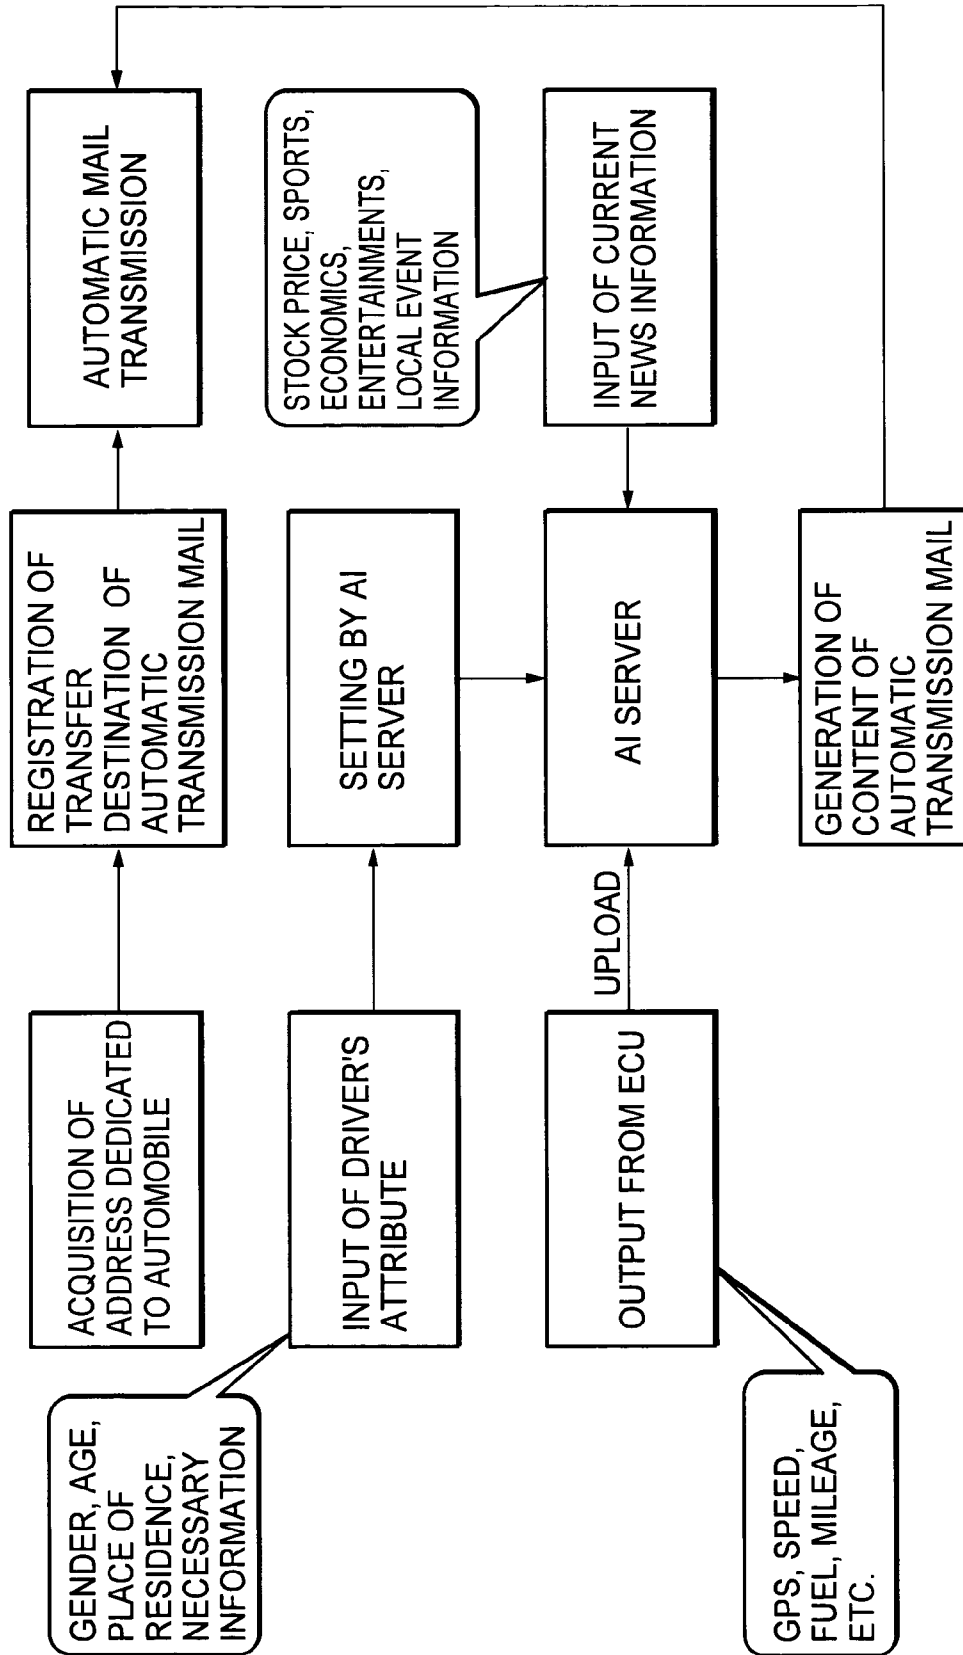 ACQUISITION OF
ADDRESS DEDICATED
TO AUTOMOBILE
REGISTRATION OF
TRANSFER
DESTINATION OF
AUTOMATIC
TRANSMISSION MAIL
AUTOMATIC MAIL
TRANSMISSION
GENDER, AGE,
PLACE OF
RESIDENCE,
NECESSARY
INFORMATION
INPUT OF DRIVER'S
ATTRIBUTE
SETTING BY AI
SERVER
STOCK PRICE, SPORTS,
ECONOMICS,
ENTERTAINMENTS,
LOCAL EVENT
INFORMATION
OUTPUT FROM ECU
UPLOAD
AI SERVER
INPUT OF CURRENT
NEWS INFORMATION
GPS, SPEED,
FUEL, MILEAGE,
ETC.
GENERATION OF
CONTENT OF
AUTOMATIC
TRANSMISSION MAIL